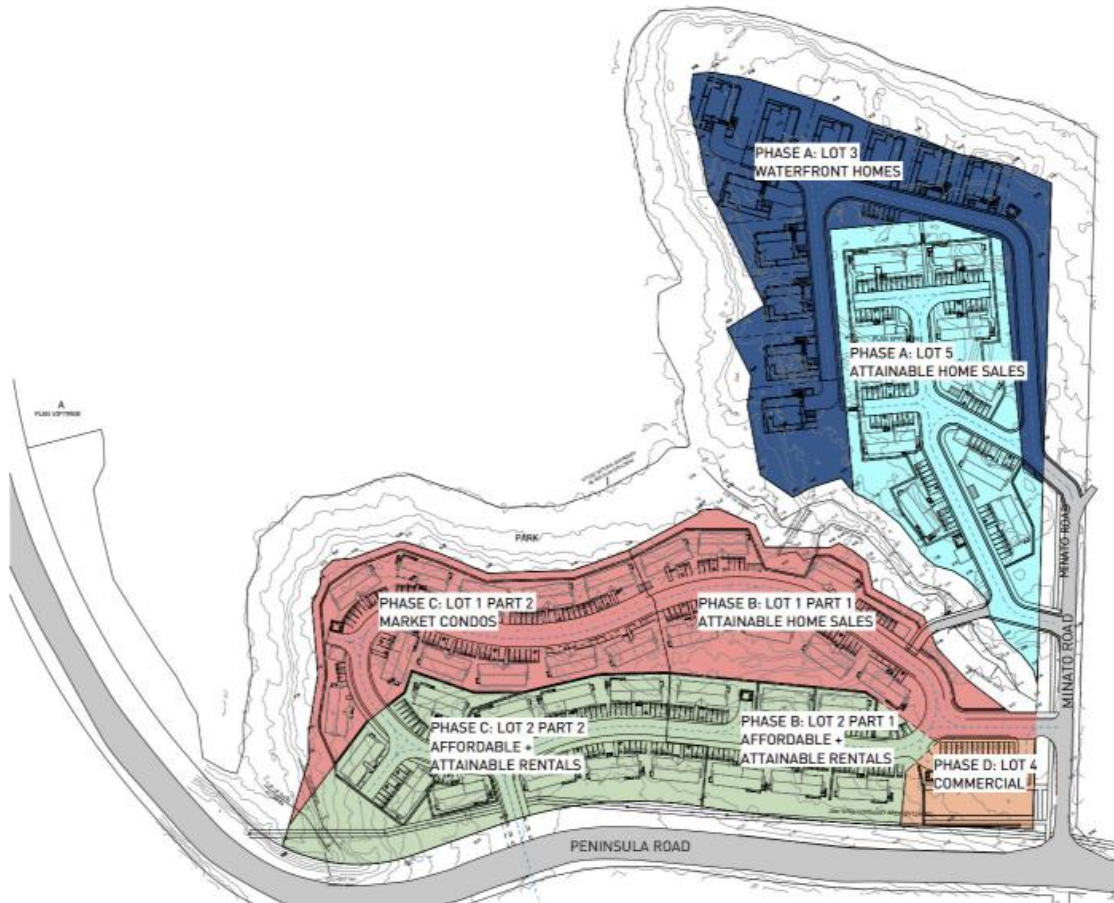 PHASE A: LOT 3
WATERFRONT HOMES
PHASE A: LOT 5
ATTAINABLE HOME SALES
A
PARK
PHASE C: LOT 1 PART 2
MARKET CONDOS
PHASE B: LOT 1 PART 1
ATTAINABLE HOME SALES
MINATO ROAD
MINATO ROAD
PHASE C: LOT 2 PART 2
AFFORDABLE +
ATTAINABLE RENTALS
PHASE B: LOT 2 PART 1
AFFORDABLE +
ATTAINABLE RENTALS
PHASE D: LOT 4
COMMERCIAL
PENINSULA ROAD